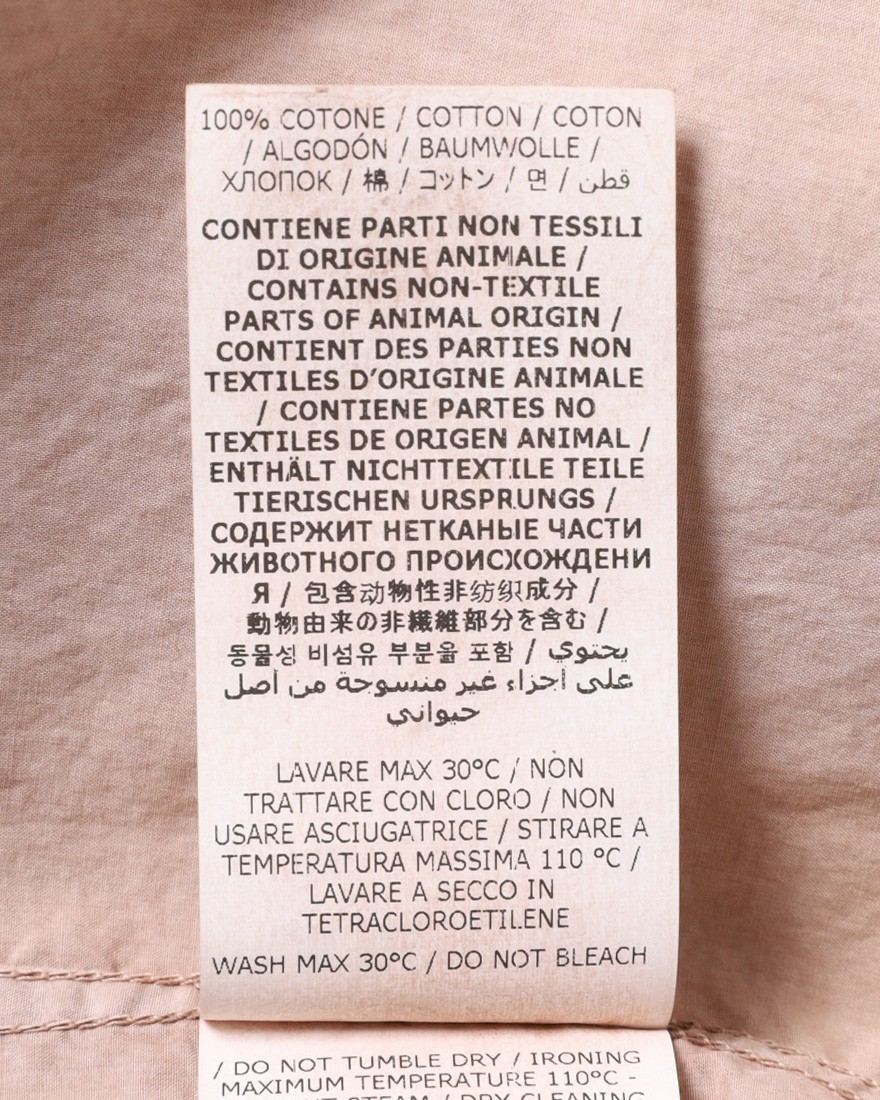 100% COTONE / COTTON / COTON
/ ALGODÓN / BAUMWOLLE /
ХЛОПОК / 棉 / コットン / 면 / قطن
CONTIENE PARTI NON TESSILI
DI ORIGINE ANIMALE /
CONTAINS NON-TEXTILE
PARTS OF ANIMAL ORIGIN /
CONTIENT DES PARTIES NON
TEXTILES D'ORIGINE ANIMALE
/ CONTIENE PARTES NO
TEXTILES DE ORIGEN ANIMAL /
ENTHÄLT NICHTTEXTILE TEILE
TIERISCHEN URSPRUNGS /
СОДЕРЖИТ НЕТКАНЫЕ ЧАСТИ
ЖИВОТНОГО ПРОИСХОЖДЕНИ
Я / 包含动物性非纺织成分 /
動物由来の非繊維部分を含む /
동물성 비섬유 부분을 포함 / يحتوي
على اجزاء غير منسوجة من أصل
حيواني
LAVARE MAX 30°C / NON
TRATTARE CON CLORO / NON
USARE ASCIUGATRICE / STIRARE A
TEMPERATURA MASSIMA 110 °C /
LAVARE A SECCO IN
TETRACLOROETILENE
WASH MAX 30°C / DO NOT BLEACH
/ DO NOT TUMBLE DRY / IRONING
MAXIMUM TEMPERATURE 110°C -
STEAM / DRY CLEANING